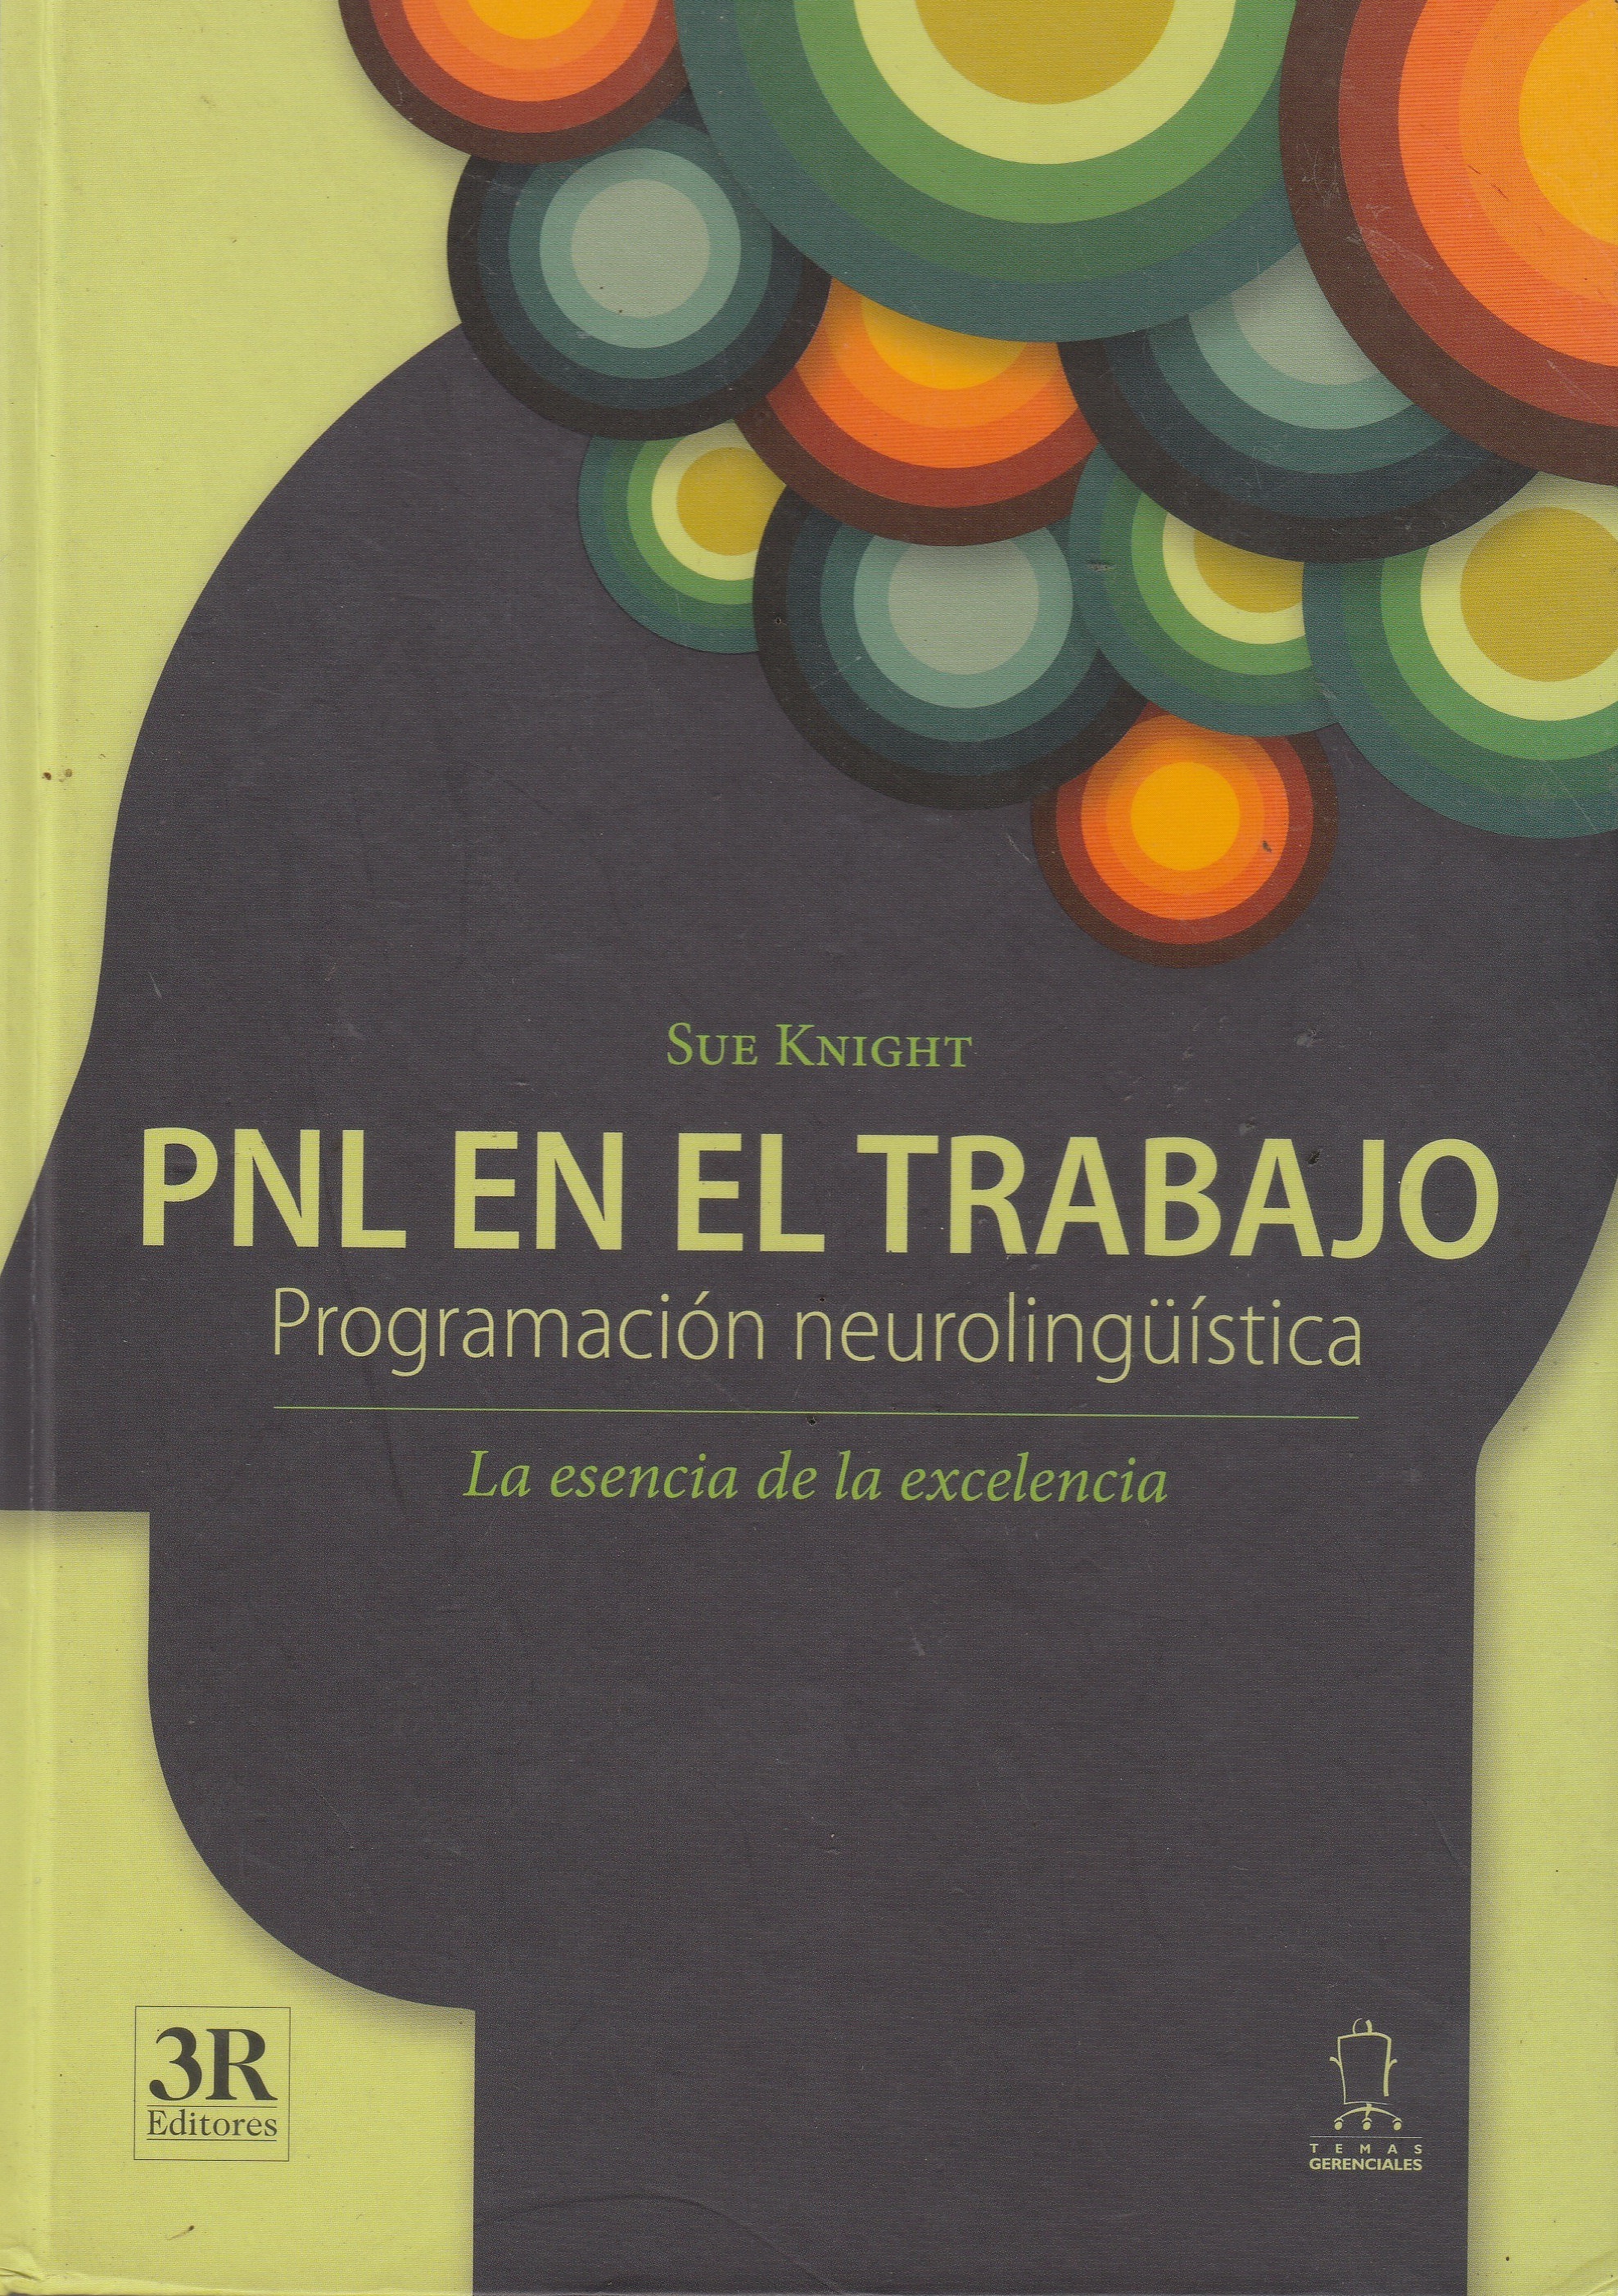 SUE KNIGHT
PNL EN EL TRABAJO
Programación neurolingüística
La esencia de la excelencia
3R
Editores
TEMAS
GERENCIALES